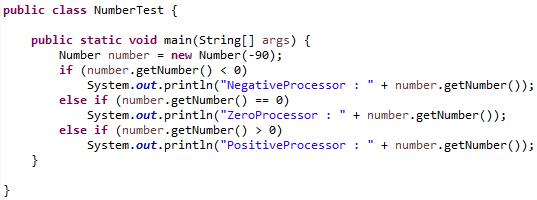 public class NumberTest {
public static void main(String[] args) {
Number number = new Number(-90);
if (number.getNumber() < 0)
System.out.println("NegativeProcessor : " + number.getNumber());
else if (number.getNumber() == 0)
System.out.println("ZeroProcessor : " + number.getNumber());
else if (number.getNumber() > 0)
System.out.println("PositiveProcessor : " + number.getNumber());
}
}